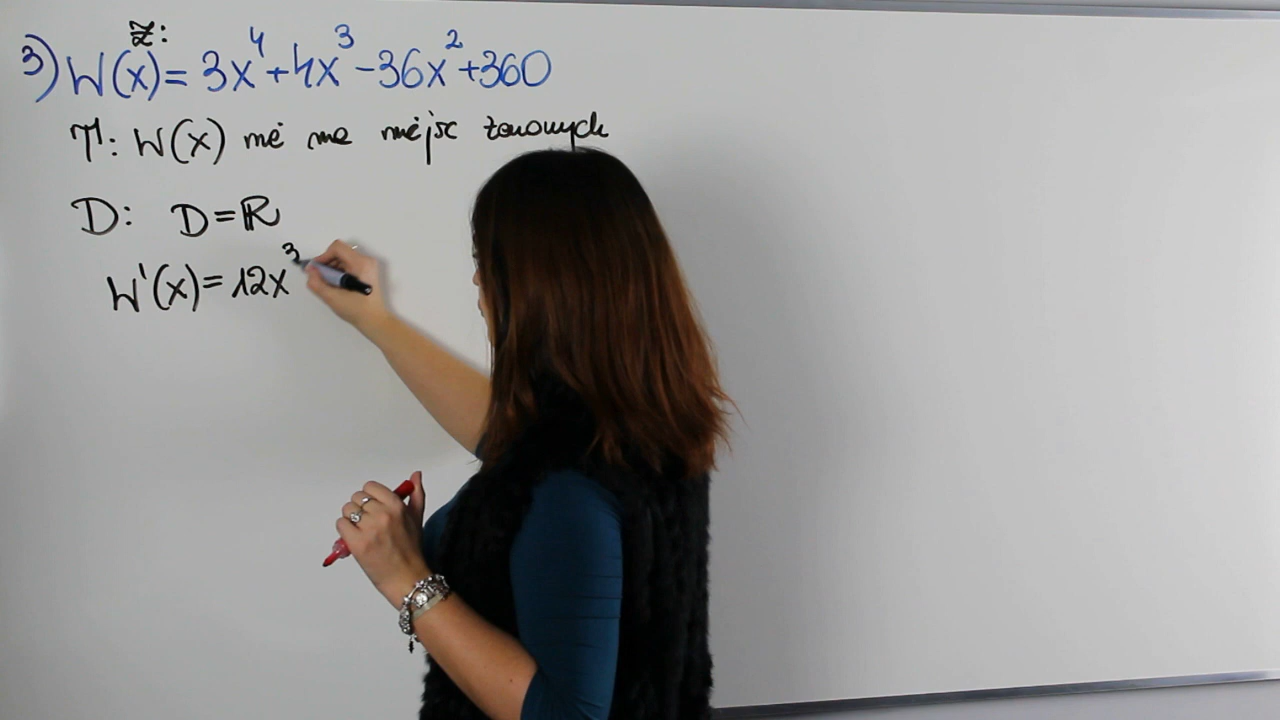 Z:
3) W(x) = 3x⁴+4x³-36x²+360
T: W(x) nie ma miejsc zerowych
D: D=ℝ
W'(x) = 12x³